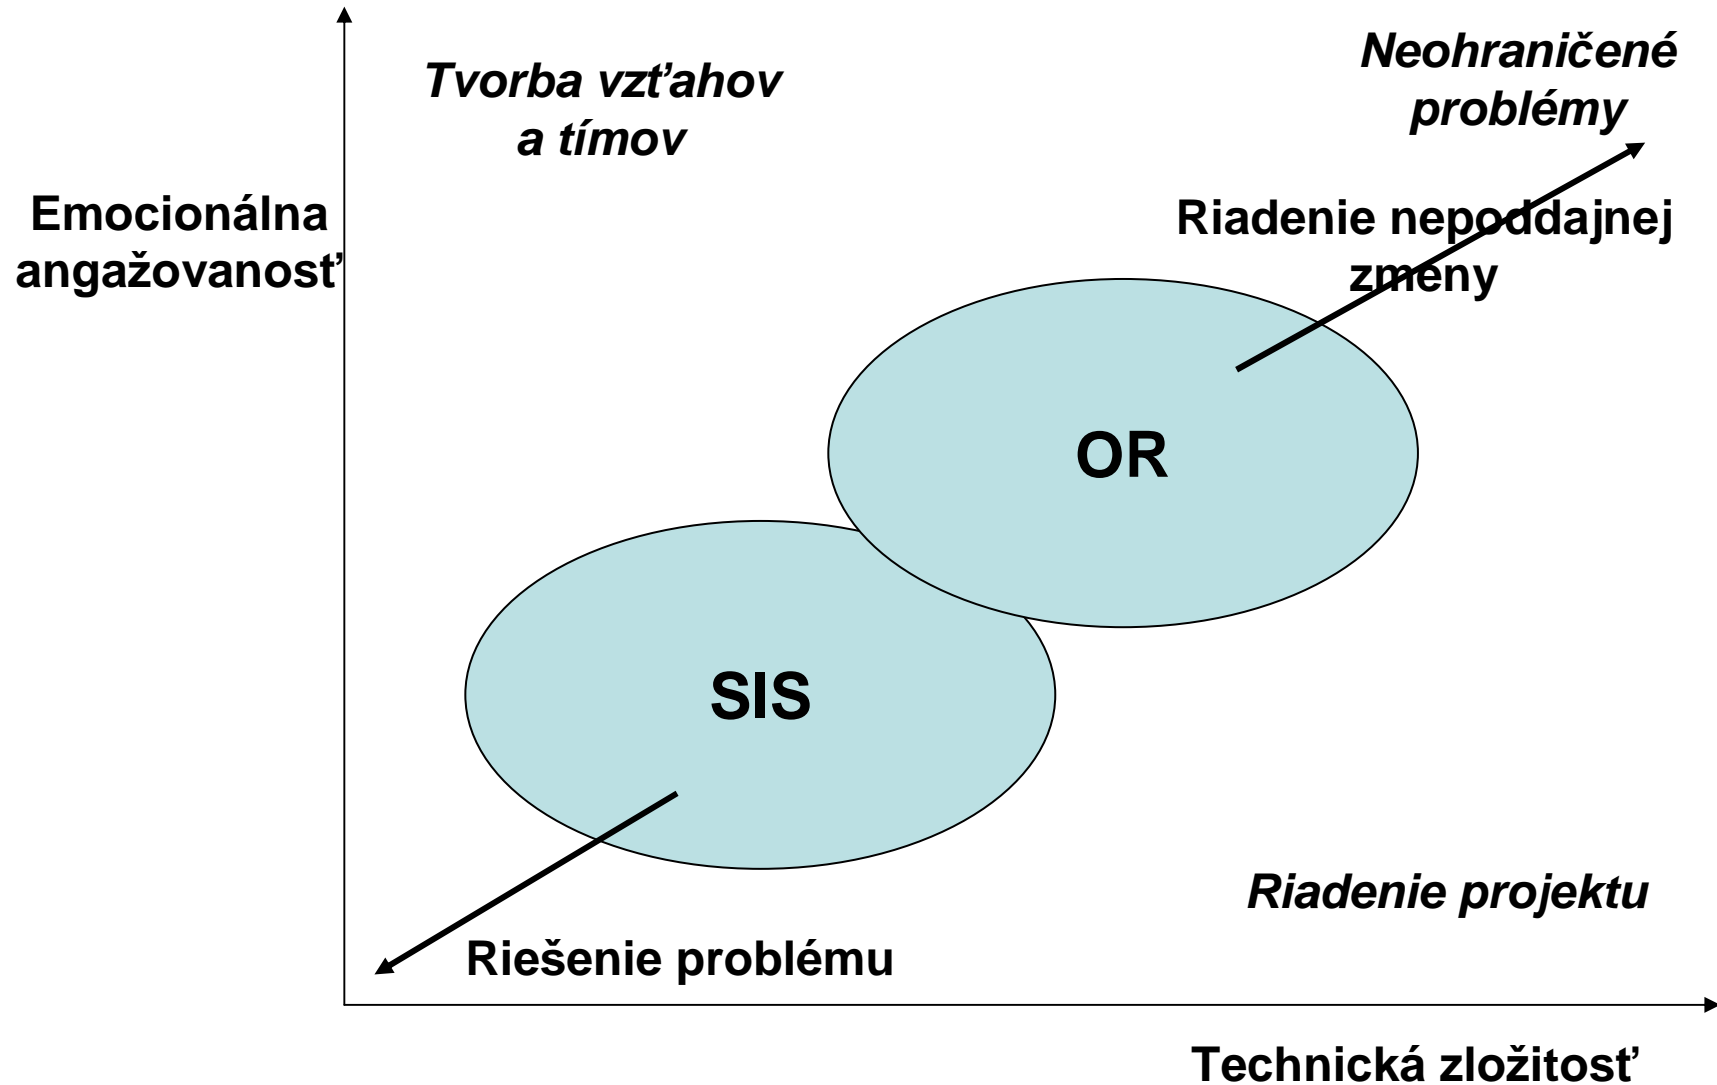 Tvorba vzťahov
a tímov
Neohraničené
problémy
Emocionálna
angažovanosť
Riadenie nepoddajnej
zmeny
OR
SIS
Riadenie projektu
Riešenie problému
Technická zložitosť